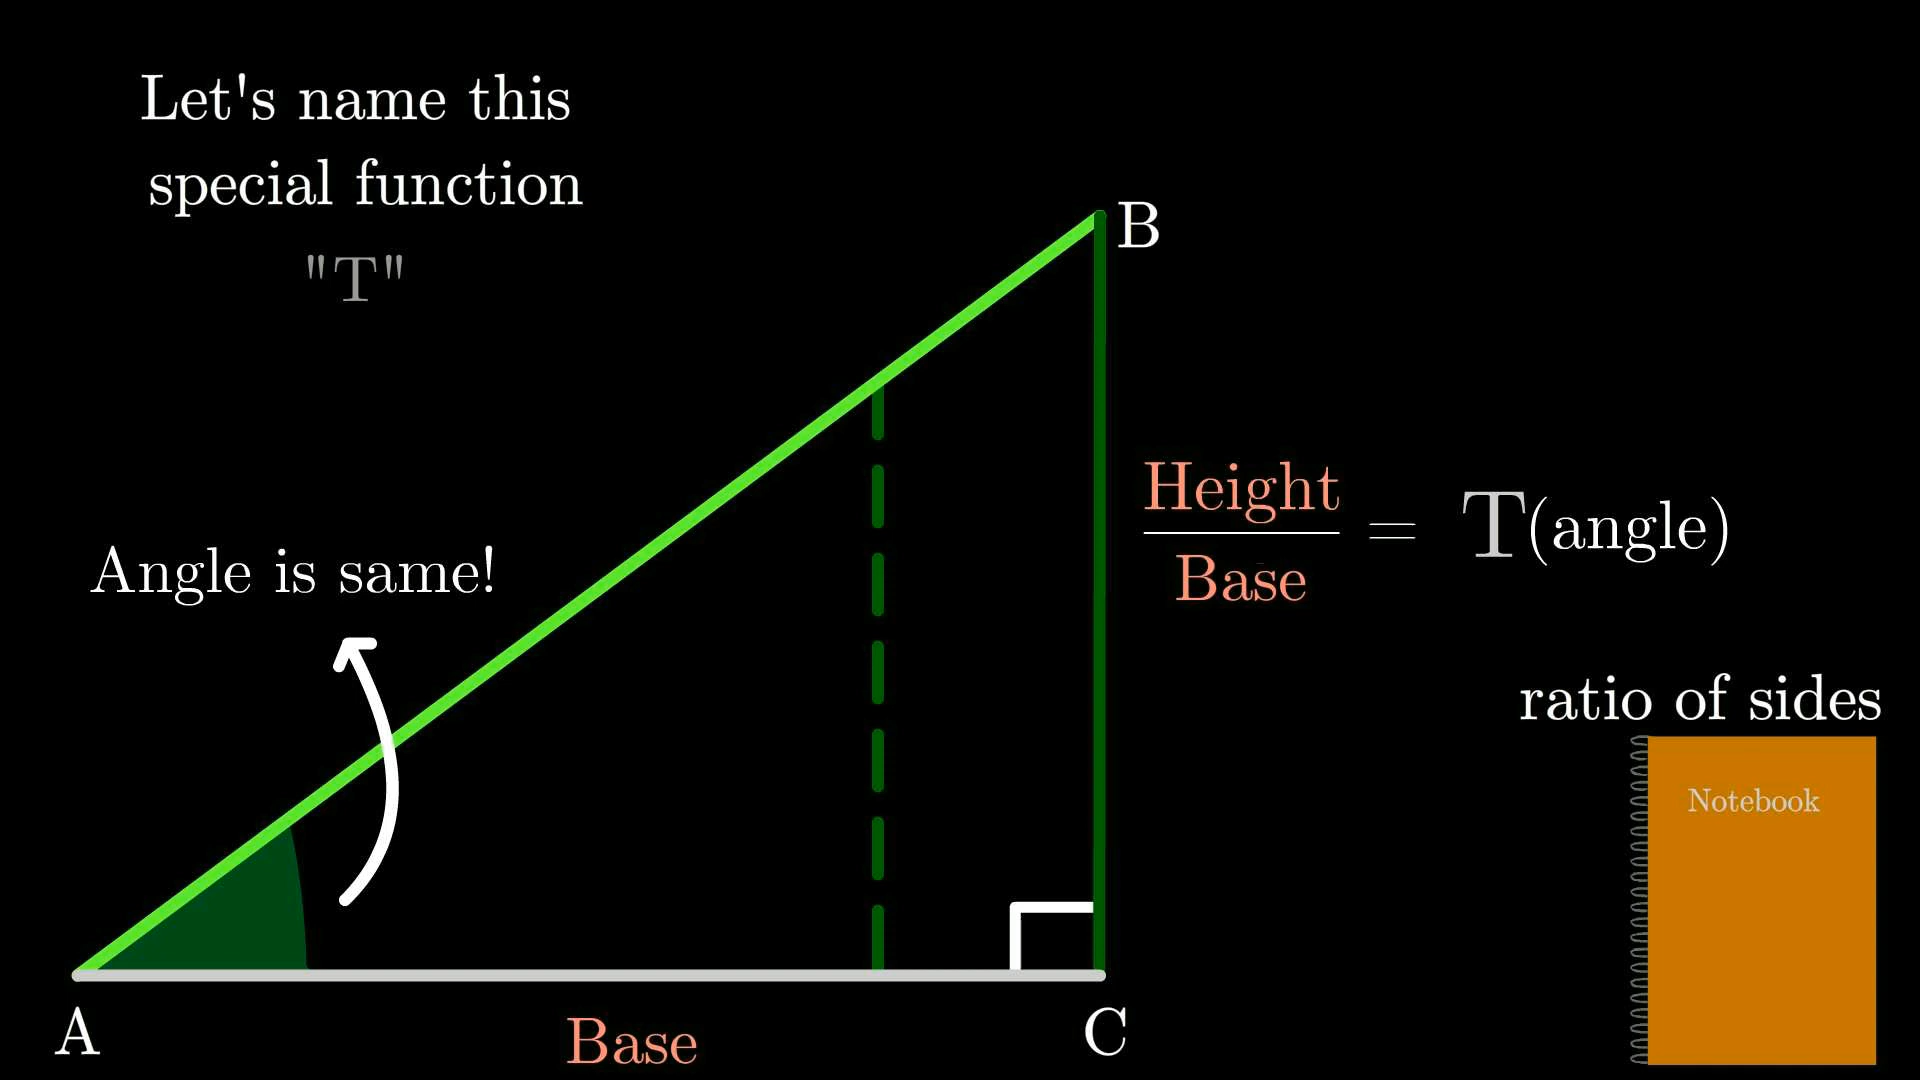 Let's name this
special function
"T"
B
Height
Base
= T(angle)
Angle is same!
ratio of sides
Notebook
A
Base
C